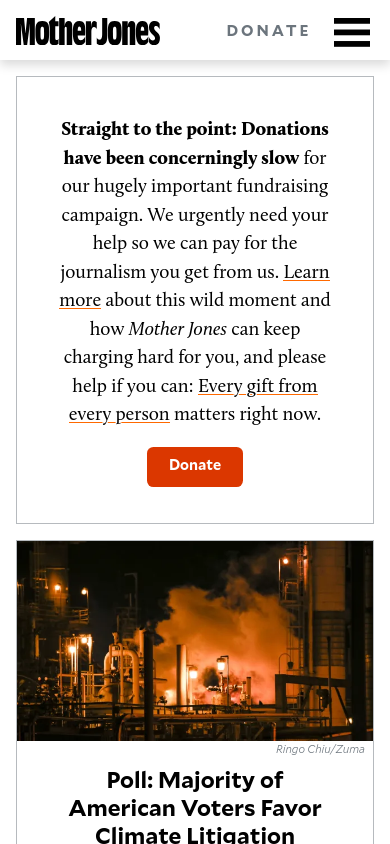 Mother Jones
DONATE
Straight to the point: Donations
have been concerningly slow for
our hugely important fundraising
campaign. We urgently need your
help so we can pay for the
journalism you get from us. Learn
more about this wild moment and
how Mother Jones can keep
charging hard for you, and please
help if you can: Every gift from
every person matters right now.
Donate
Ringo Chiu/Zuma
Poll: Majority of
American Voters Favor
Climate Litigation